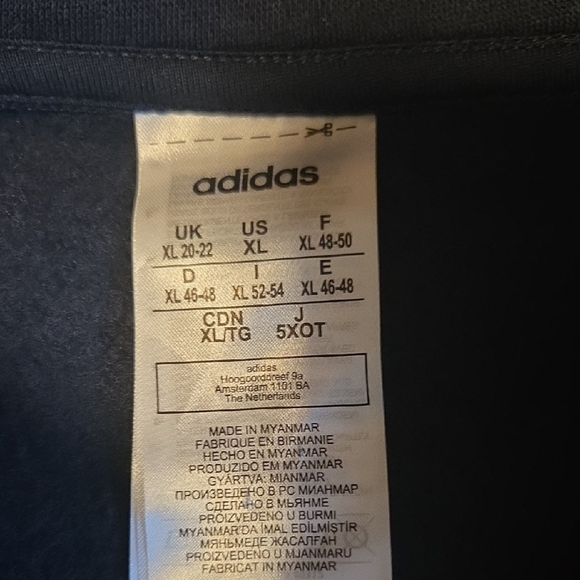 adidas
UK US F
XL 20-22 XL XL 48-50
D I E
XL 46-48 XL 52-54 XL 46-48
CDN J
XL/TG 5XOT
adidas
Hoogoorddreef 9a
Amsterdam 1101 BA
The Netherlands
MADE IN MYANMAR
FABRIQUE EN BIRMANIE
HECHO EN MYANMAR
PRODUZIDO EM MYANMAR
GYÁRTVA: MIANMAR
ПРОИЗВЕДЕНО В РС МИАНМАР
СДЕЛАНО В МЬЯНМЕ
PROIZVEDENO U BURMI
MYANMAR'DA IMAL EDİLMİŞTİR
МЯНЬМЕДЕ ЖАСАЛҒАН
PROIZVEDENO U MJANMARU
FABRICAT IN MYANMAR